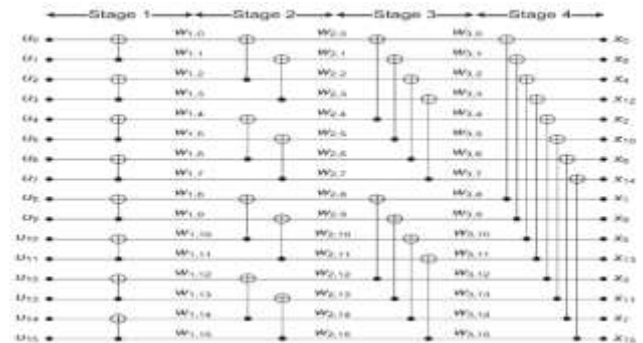 Stage 1 Stage 2 Stage 3 Stage 4
u₀ w₁,₀ w₂,₀ w₃,₀ x₀
u₁ w₁,₁ w₂,₁ w₃,₁ x₈
u₂ w₁,₂ w₂,₂ w₃,₂ x₄
u₃ w₁,₃ w₂,₃ w₃,₃ x₁₂
u₄ w₁,₄ w₂,₄ w₃,₄ x₂
u₅ w₁,₅ w₂,₅ w₃,₅ x₁₀
u₆ w₁,₆ w₂,₆ w₃,₆ x₆
u₇ w₁,₇ w₂,₇ w₃,₇ x₁₄
u₈ w₁,₈ w₂,₈ w₃,₈ x₁
u₉ w₁,₉ w₂,₉ w₃,₉ x₉
u₁₀ w₁,₁₀ w₂,₁₀ w₃,₁₀ x₅
u₁₁ w₁,₁₁ w₂,₁₁ w₃,₁₁ x₁₃
u₁₂ w₁,₁₂ w₂,₁₂ w₃,₁₂ x₃
u₁₃ w₁,₁₃ w₂,₁₃ w₃,₁₃ x₁₁
u₁₄ w₁,₁₄ w₂,₁₄ w₃,₁₄ x₇
u₁₅ w₁,₁₅ w₂,₁₅ w₃,₁₅ x₁₅